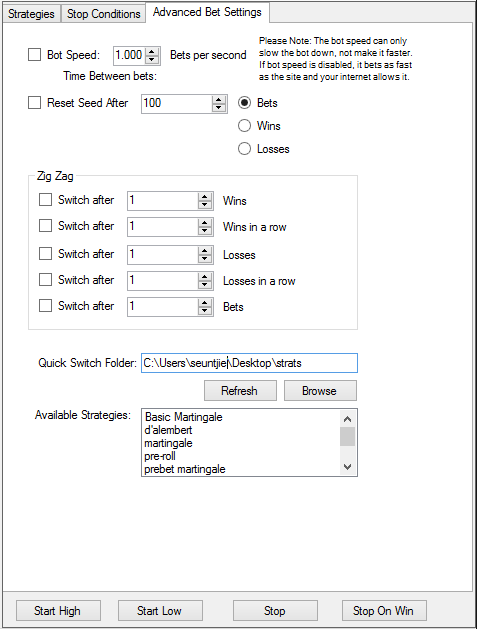 Strategies Stop Conditions Advanced Bet Settings
Bot Speed: 1.000 Bets per second
Time Between bets:
Please Note: The bot speed can only
slow the bot down, not make it faster.
If bot speed is disabled, it bets as fast
as the site and your internet allows it.
Reset Seed After 100 Bets
Wins
Losses
Zig Zag
Switch after 1 Wins
Switch after 1 Wins in a row
Switch after 1 Losses
Switch after 1 Losses in a row
Switch after 1 Bets
Quick Switch Folder: C:\Users\seuntjie\Desktop\strats
Refresh Browse
Available Strategies: Basic Martingale
d'alembert
martingale
pre-roll
prebet martingale
Start High Start Low Stop Stop On Win